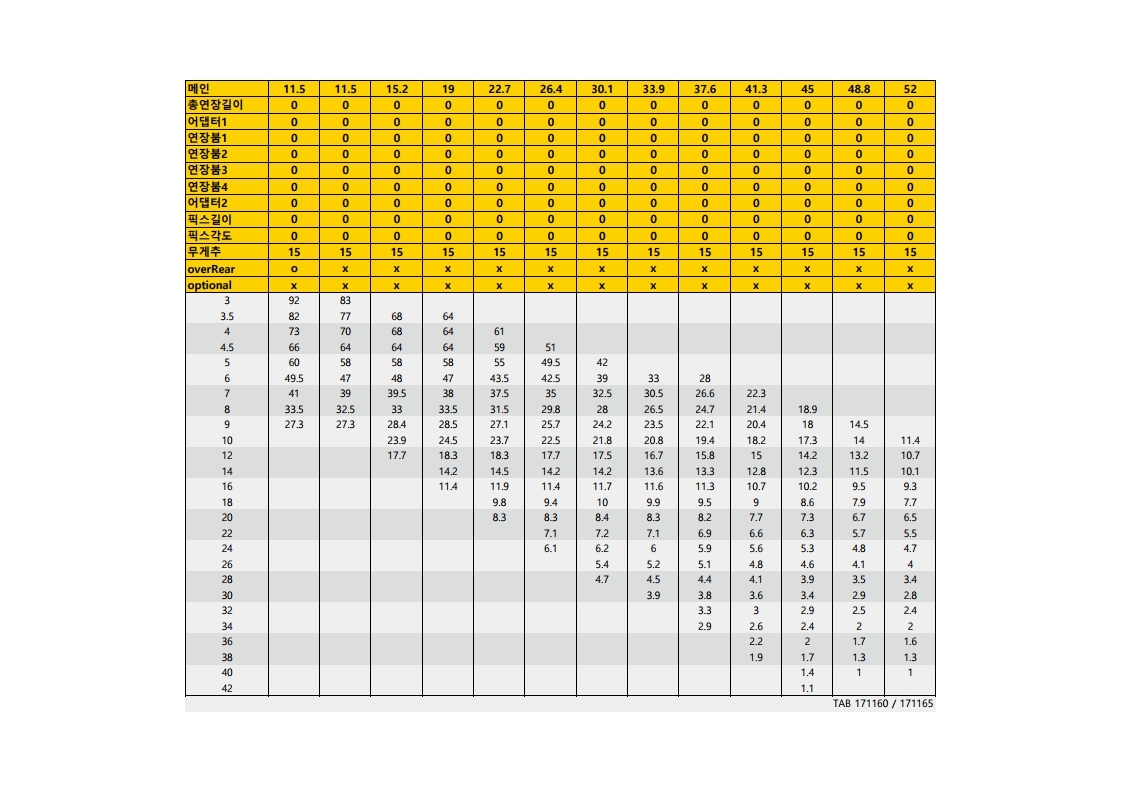 메인 11.5 11.5 15.2 19 22.7 26.4 30.1 33.9 37.6 41.3 45 48.8 52
총연장길이 0 0 0 0 0 0 0 0 0 0 0 0 0
어댑터1 0 0 0 0 0 0 0 0 0 0 0 0 0
연장붐1 0 0 0 0 0 0 0 0 0 0 0 0 0
연장붐2 0 0 0 0 0 0 0 0 0 0 0 0 0
연장붐3 0 0 0 0 0 0 0 0 0 0 0 0 0
연장붐4 0 0 0 0 0 0 0 0 0 0 0 0 0
어댑터2 0 0 0 0 0 0 0 0 0 0 0 0 0
픽스길이 0 0 0 0 0 0 0 0 0 0 0 0 0
픽스각도 0 0 0 0 0 0 0 0 0 0 0 0 0
무게추 15 15 15 15 15 15 15 15 15 15 15 15 15
overRear o x x x x x x x x x x x x
optional x x x x x x x x x x x x x
3 92 83
3.5 82 77 68 64
4 73 70 68 64 61
4.5 66 64 64 64 59 51
5 60 58 58 58 55 49.5 42
6 49.5 47 48 47 43.5 42.5 39 33 28
7 41 39 39.5 38 37.5 35 32.5 30.5 26.6 22.3
8 33.5 32.5 33 33.5 31.5 29.8 28 26.5 24.7 21.4 18.9
9 27.3 27.3 28.4 28.5 27.1 25.7 24.2 23.5 22.1 20.4 18 14.5
10 23.9 24.5 23.7 22.5 21.8 20.8 19.4 18.2 17.3 14 11.4
12 17.7 18.3 18.3 17.7 17.5 16.7 15.8 15 14.2 13.2 10.7
14 14.2 14.5 14.2 14.2 13.6 13.3 12.8 12.3 11.5 10.1
16 11.4 11.9 11.4 11.7 11.6 11.3 10.7 10.2 9.5 9.3
18 9.8 9.4 10 9.9 9.5 9 8.6 7.9 7.7
20 8.3 8.3 8.4 8.3 8.2 7.7 7.3 6.7 6.5
22 7.1 7.2 7.1 6.9 6.6 6.3 5.7 5.5
24 6.1 6.2 6 5.9 5.6 5.3 4.8 4.7
26 5.4 5.2 5.1 4.8 4.6 4.1 4
28 4.7 4.5 4.4 4.1 3.9 3.5 3.4
30 3.9 3.8 3.6 3.4 2.9 2.8
32 3.3 3 2.9 2.5 2.4
34 2.9 2.6 2.4 2 2
36 2.2 2 1.7 1.6
38 1.9 1.7 1.3 1.3
40 1.4 1 1
42 1.1
TAB 171160 / 171165